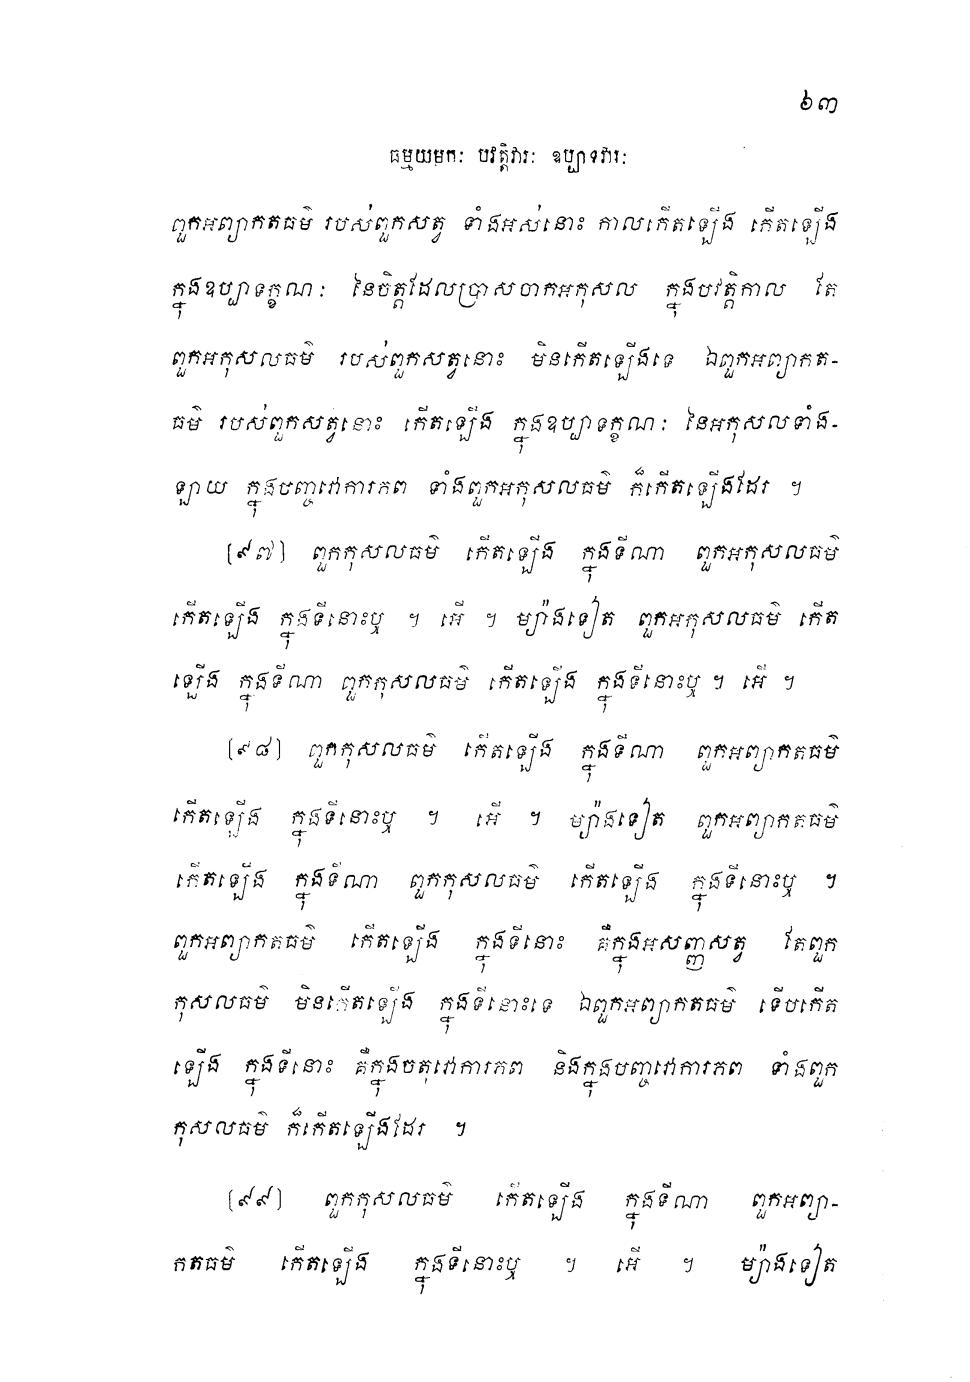 ៦៣
ធម្មយមកៈ បវត្តិវារៈ ឧប្បាទវារៈ
ពួកអព្យាកតធម៌ របស់ពួកសត្វ ទាំងអស់នោះ កាលកើតឡើង កើតឡើង
ក្នុងឧប្បាទក្ខណៈ នៃចិត្តដែលប្រាសចាកអកុសល ក្នុងបវត្តិកាល តែ
ពួកអកុសលធម៌ របស់ពួកសត្វនោះ មិនកើតឡើងទេ ឯពួកអព្យាកត-
ធម៌ របស់ពួកសត្វនោះ កើតឡើង ក្នុងឧប្បាទក្ខណៈ នៃអកុសលទាំង-
ឡាយ ក្នុងបញ្ចវោការភព ទាំងពួកអកុសលធម៌ ក៏កើតឡើងដែរ ។
(៩៧) ពួកកុសលធម៌ កើតឡើង ក្នុងទីណា ពួកអកុសលធម៌
កើតឡើង ក្នុងទីនោះឬ ។ អើ ។ ម្យ៉ាងទៀត ពួកអកុសលធម៌ កើត
ឡើង ក្នុងទីណា ពួកកុសលធម៌ កើតឡើង ក្នុងទីនោះឬ ។ អើ ។
(៩៨) ពួកកុសលធម៌ កើតឡើង ក្នុងទីណា ពួកអព្យាកតធម៌
កើតឡើង ក្នុងទីនោះឬ ។ អើ ។ ម្យ៉ាងទៀត ពួកអព្យាកតធម៌
កើតឡើង ក្នុងទីណា ពួកកុសលធម៌ កើតឡើង ក្នុងទីនោះឬ ។
ពួកអព្យាកតធម៌ កើតឡើង ក្នុងទីនោះ គឺក្នុងអសញ្ញសត្វ តែពួក
កុសលធម៌ មិនកើតឡើង ក្នុងទីនោះទេ ឯពួកអព្យាកតធម៌ ទើបកើត
ឡើង ក្នុងទីនោះ គឺក្នុងចតុវោការភព និងក្នុងបញ្ចវោការភព ទាំងពួក
កុសលធម៌ ក៏កើតឡើងដែរ ។
(៩៩) ពួកកុសលធម៌ កើតឡើង ក្នុងទីណា ពួកអព្យា-
កតធម៌ កើតឡើង ក្នុងទីនោះឬ ។ អើ ។ ម្យ៉ាងទៀត